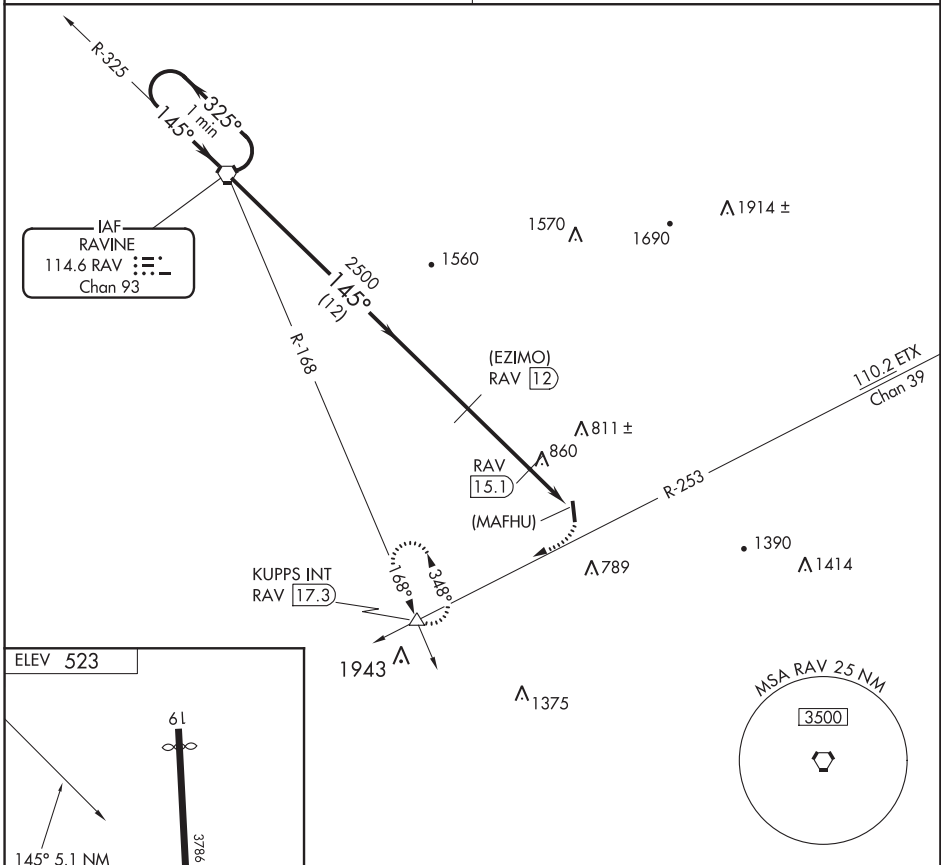 R-325
325°
1 min
145°
IAF
RAVINE
114.6 RAV
Chan 93
1570
1914 ±
1690
1560
2500
145°
(12)
R-168
(EZIMO)
RAV 12
110.2 ETX
Chan 39
811 ±
860
RAV
15.1
R-253
(MAFHU)
1390
789
1414
KUPPS INT
RAV 17.3
168°
348°
1943
1375
MSA RAV 25 NM
3500
ELEV 523
19
3786
145° 5.1 NM